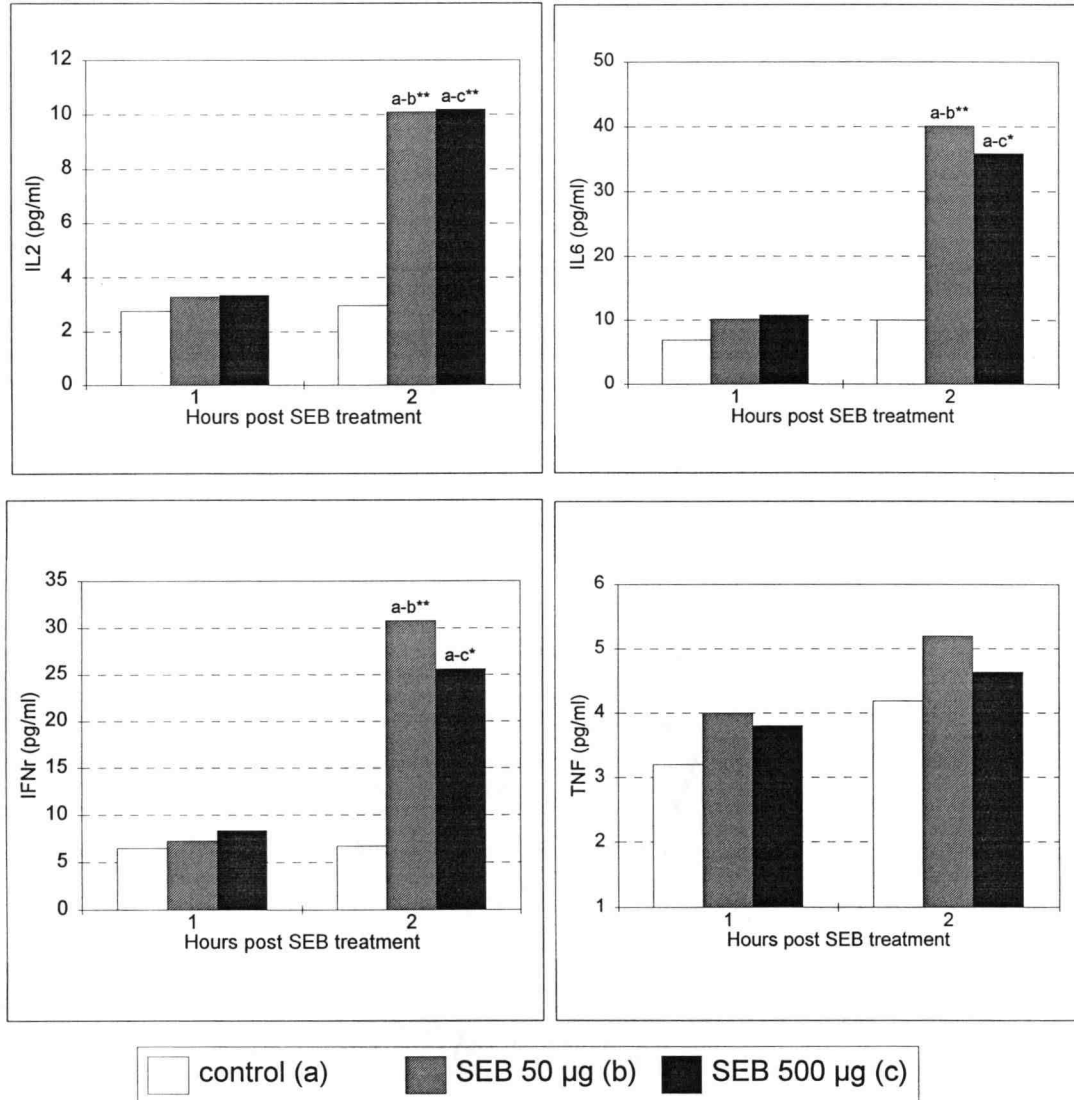 12
10
8
6
4
2
0
IL2 (pg/ml)
a-b** a-c**
1 2
Hours post SEB treatment
50
40
30
20
10
0
IL6 (pg/ml)
a-b**
a-c*
1 2
Hours post SEB treatment
35
30
25
20
15
10
5
0
IFNr (pg/ml)
a-b**
a-c*
1 2
Hours post SEB treatment
6
5
4
3
2
1
TNF (pg/ml)
1 2
Hours post SEB treatment
control (a) SEB 50 µg (b) SEB 500 µg (c)